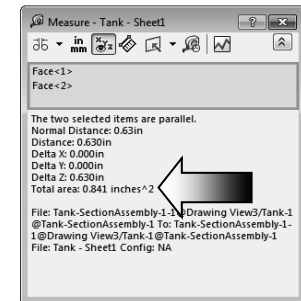 Measure - Tank - Sheet1
in
mm
XYZ
Face<1>
Face<2>
The two selected items are parallel.
Normal Distance: 0.63in
Distance: 0.630in
Delta X: 0.000in
Delta Y: 0.000in
Delta Z: 0.630in
Total area: 0.841 inches^2
File: Tank-SectionAssembly-1-1@Drawing View3/Tank-1
@Tank-SectionAssembly-1 To: Tank-SectionAssembly-1-
1@Drawing View3/Tank-1@Tank-SectionAssembly-1
File: Tank - Sheet1 Config: NA